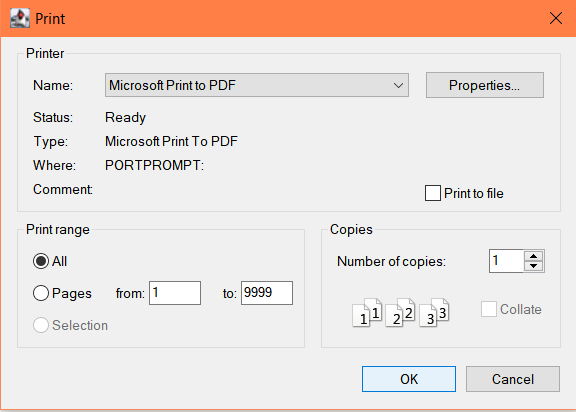 Print
Printer
Name: Microsoft Print to PDF Properties...
Status: Ready
Type: Microsoft Print To PDF
Where: PORTPROMPT:
Comment:
Print to file
Print range
All
Pages from: 1 to: 9999
Selection
Copies
Number of copies: 1
1 1 2 2 3 3 Collate
OK Cancel